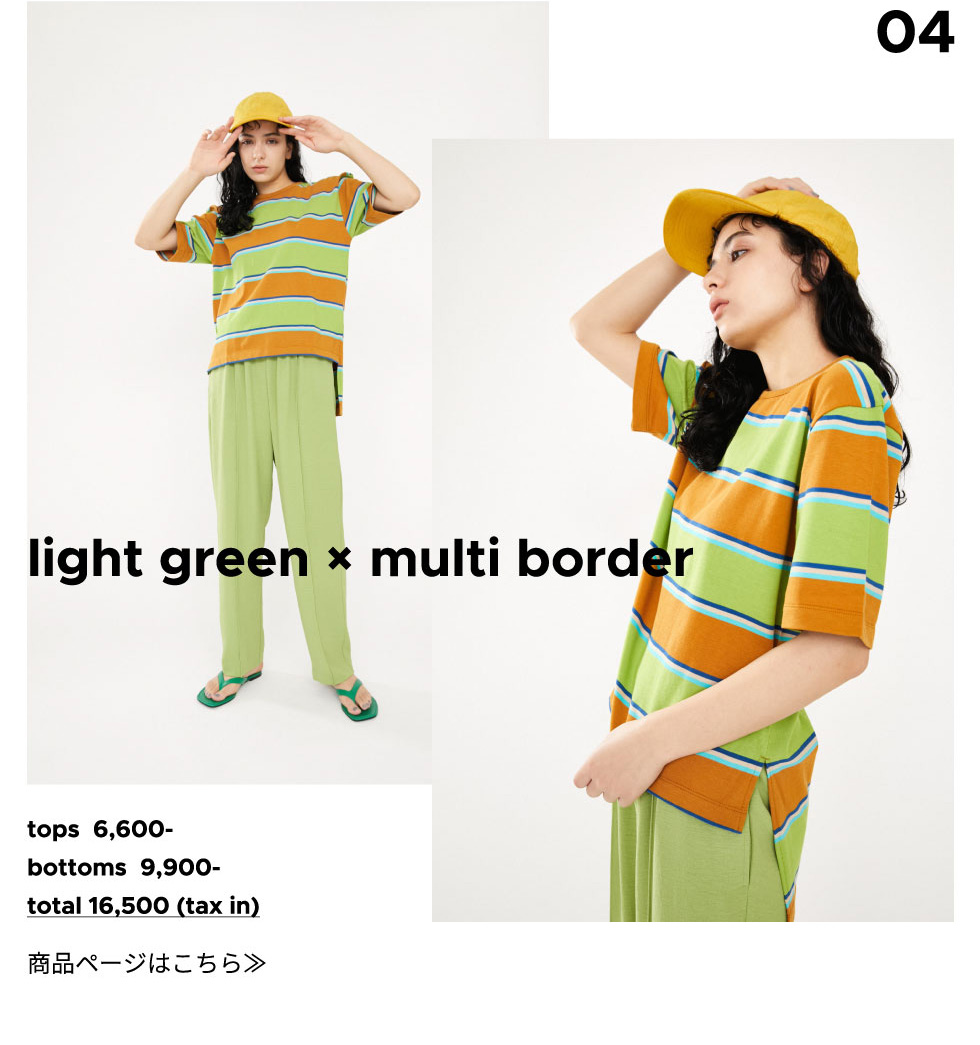 04
light green × multi border
tops 6,600-
bottoms 9,900-
total 16,500 (tax in)
商品ページはこちら≫